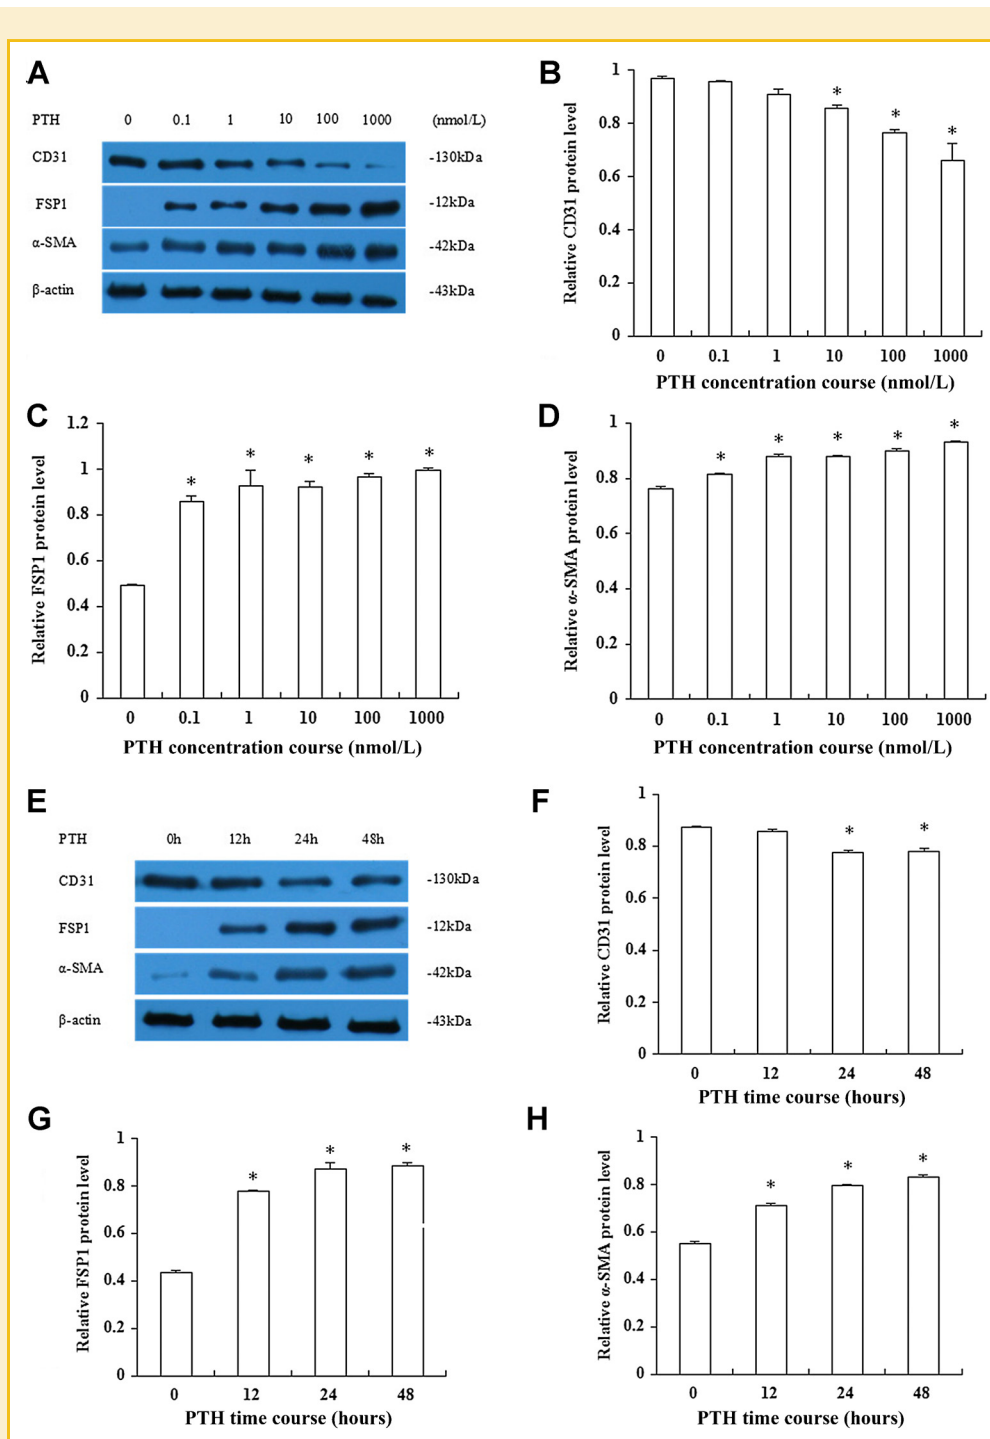 A
PTH 0 0.1 1 10 100 1000 (nmol/L)
CD31 -130kDa
FSP1 -12kDa
α-SMA -42kDa
β-actin -43kDa
B
Relative CD31 protein level
1
0.8
0.6
0.4
0.2
0
* * *
0 0.1 1 10 100 1000
PTH concentration course (nmol/L)
C
Relative FSP1 protein level
1.2
1
0.8
0.6
0.4
0.2
0
* * * * *
0 0.1 1 10 100 1000
PTH concentration course (nmol/L)
D
Relative α-SMA protein level
1
0.8
0.6
0.4
0.2
0
* * * * *
0 0.1 1 10 100 1000
PTH concentration course (nmol/L)
E
PTH 0h 12h 24h 48h
CD31 -130kDa
FSP1 -12kDa
α-SMA -42kDa
β-actin -43kDa
F
Relative CD31 protein level
1
0.8
0.6
0.4
0.2
0
* *
0 12 24 48
PTH time course (hours)
G
Relative FSP1 protein level
1
0.8
0.6
0.4
0.2
0
* * *
0 12 24 48
PTH time course (hours)
H
Relative α-SMA protein level
1
0.8
0.6
0.4
0.2
0
* * *
0 12 24 48
PTH time course (hours)